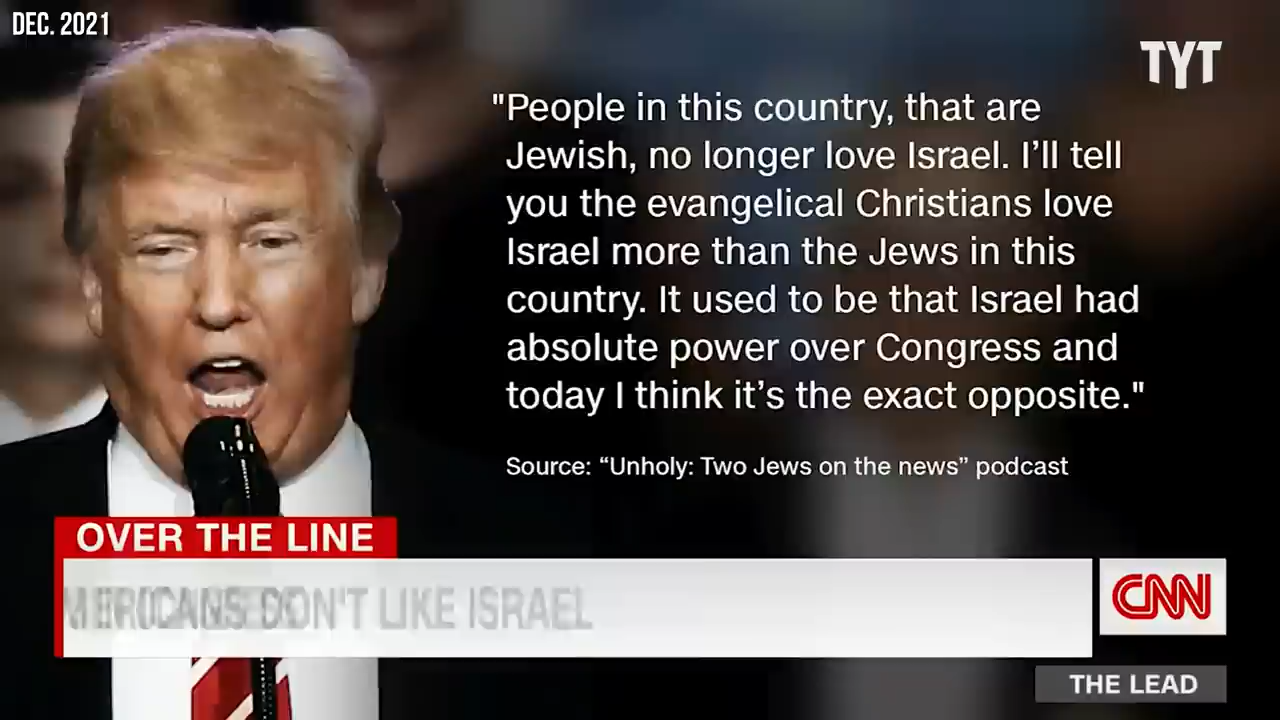 DEC. 2021
TYT
"People in this country, that are
Jewish, no longer love Israel. I'll tell
you the evangelical Christians love
Israel more than the Jews in this
country. It used to be that Israel had
absolute power over Congress and
today I think it's the exact opposite."
Source: “Unholy: Two Jews on the news” podcast
OVER THE LINE
DON'T LIKE ISRAEL
CNN
THE LEAD